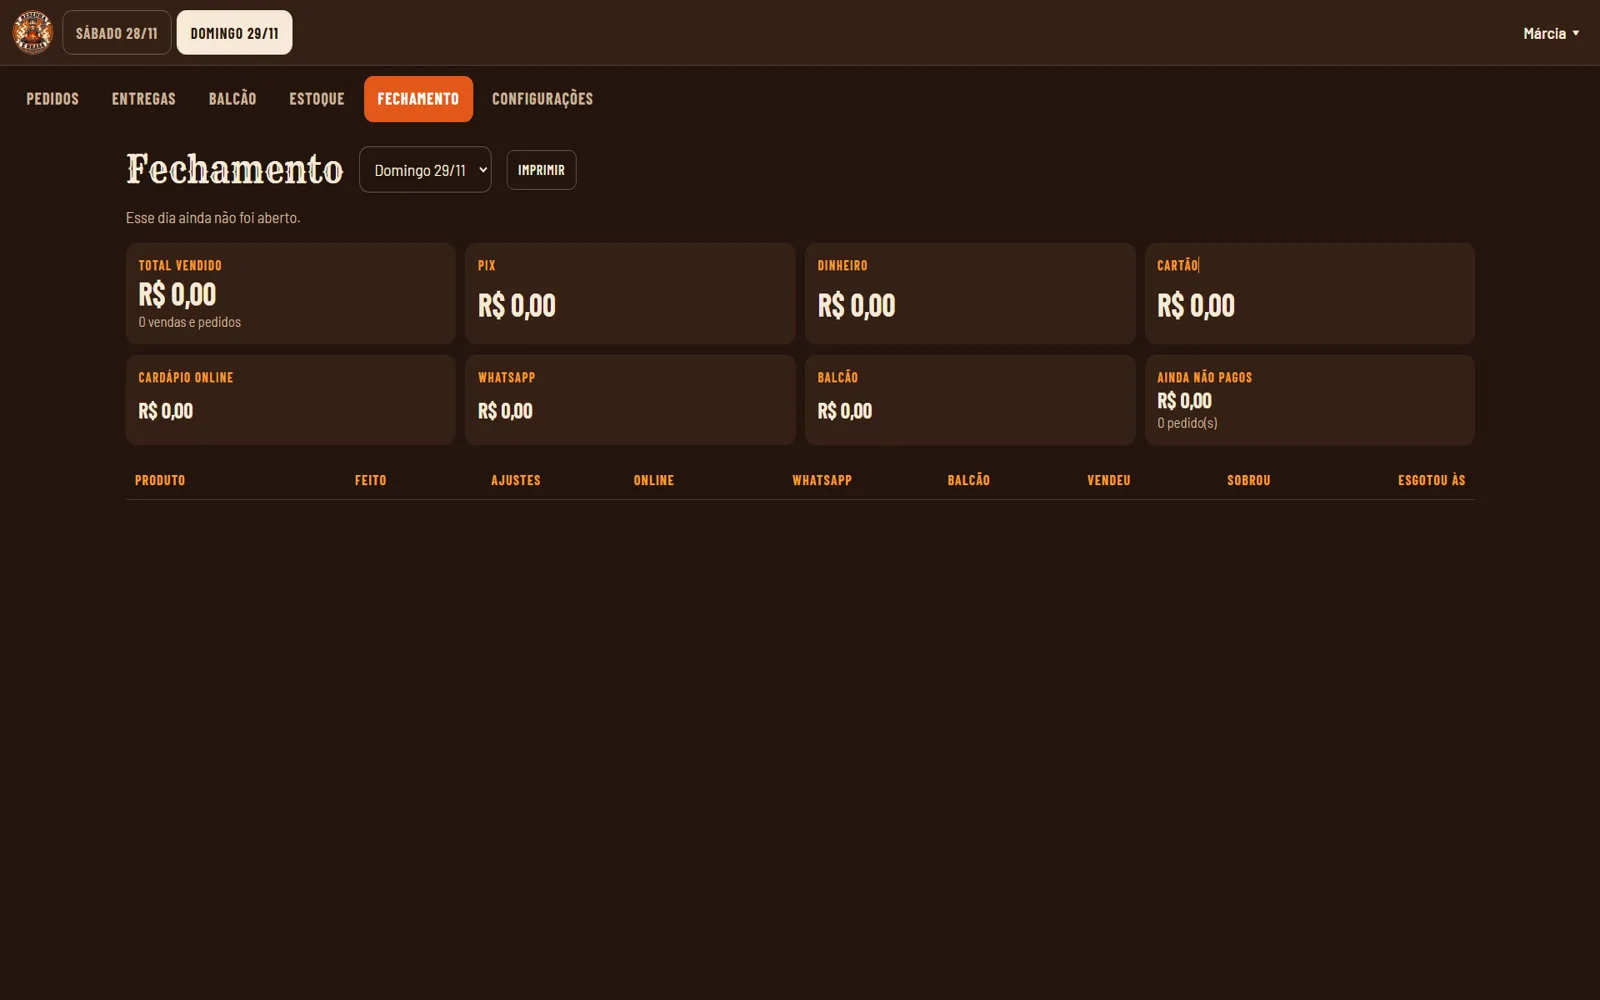 SÁBADO 28/11
DOMINGO 29/11
Márcia
PEDIDOS
ENTREGAS
BALCÃO
ESTOQUE
FECHAMENTO
CONFIGURAÇÕES
Fechamento
Domingo 29/11
IMPRIMIR
Esse dia ainda não foi aberto.
TOTAL VENDIDO
R$ 0,00
0 vendas e pedidos
PIX
R$ 0,00
DINHEIRO
R$ 0,00
CARTÃO
R$ 0,00
CARDÁPIO ONLINE
R$ 0,00
WHATSAPP
R$ 0,00
BALCÃO
R$ 0,00
AINDA NÃO PAGOS
R$ 0,00
0 pedido(s)
PRODUTO FEITO AJUSTES ONLINE WHATSAPP BALCÃO VENDEU SOBROU ESGOTOU ÀS